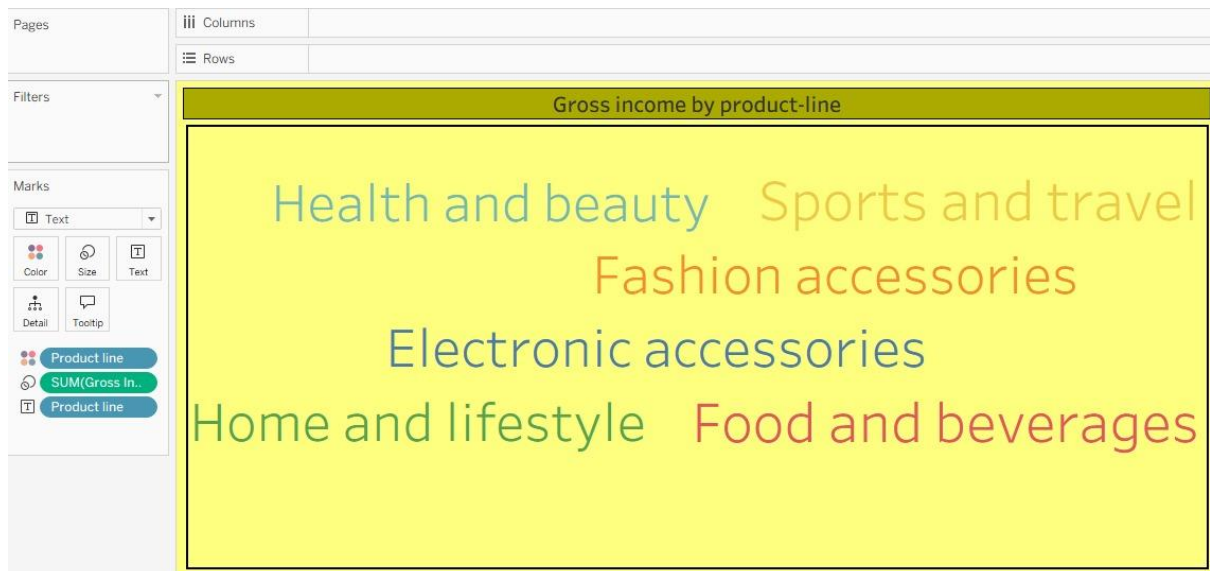 Pages
Columns
Rows
Filters
Marks
Text
Color Size Text
Detail Tooltip
Product line
SUM(Gross In..
Product line
Gross income by product-line
Health and beauty Sports and travel
Fashion accessories
Electronic accessories
Home and lifestyle Food and beverages